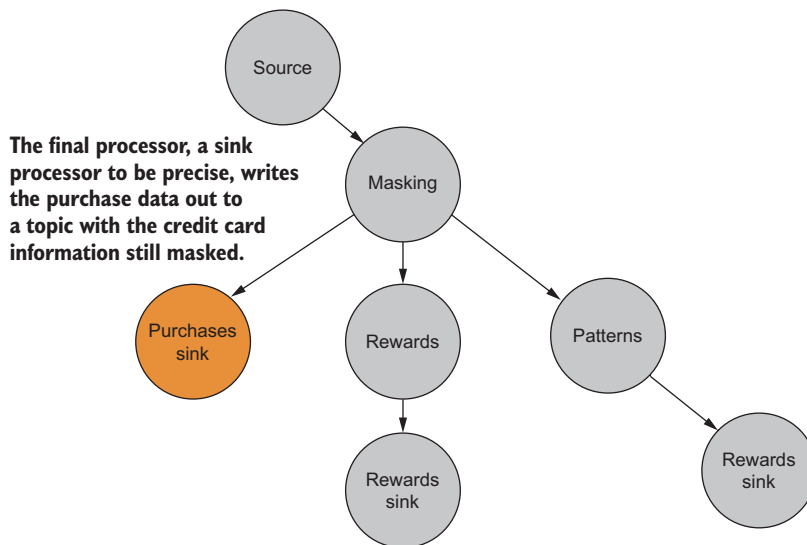 Source
The final processor, a sink
processor to be precise, writes
the purchase data out to
a topic with the credit card
information still masked.
Masking
Purchases
sink
Rewards
Patterns
Rewards
sink
Rewards
sink